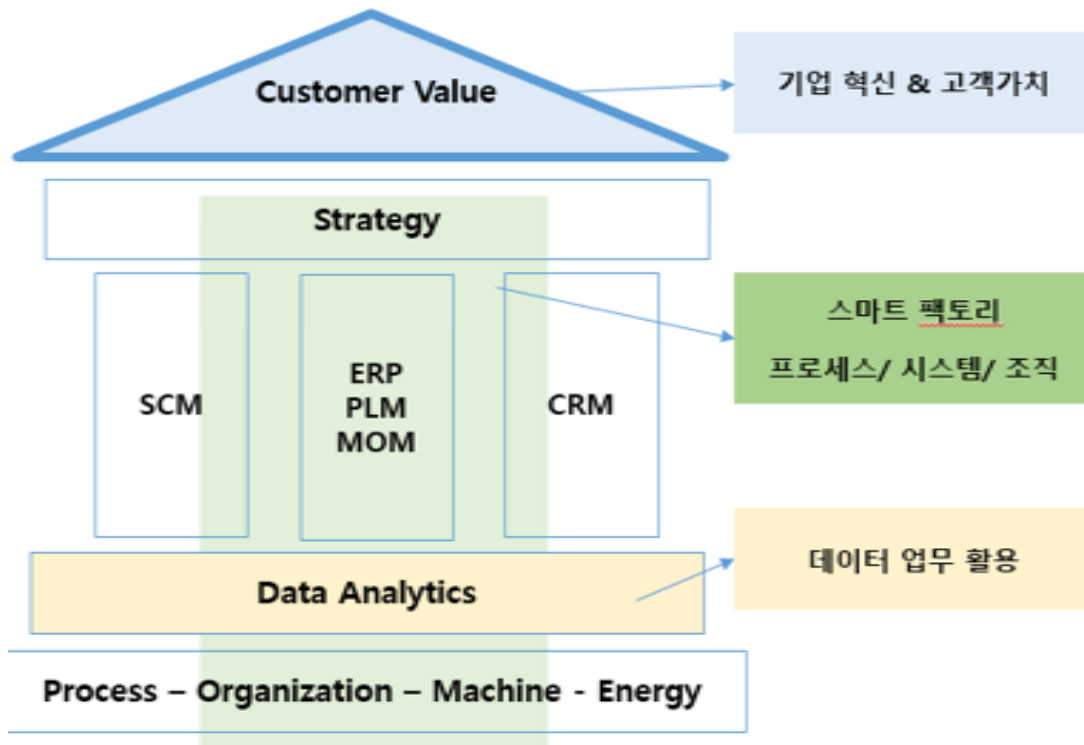 Customer Value
기업 혁신 & 고객가치
Strategy
SCM
ERP
PLM
MOM
CRM
스마트 팩토리
프로세스/ 시스템/ 조직
Data Analytics
데이터 업무 활용
Process – Organization – Machine - Energy